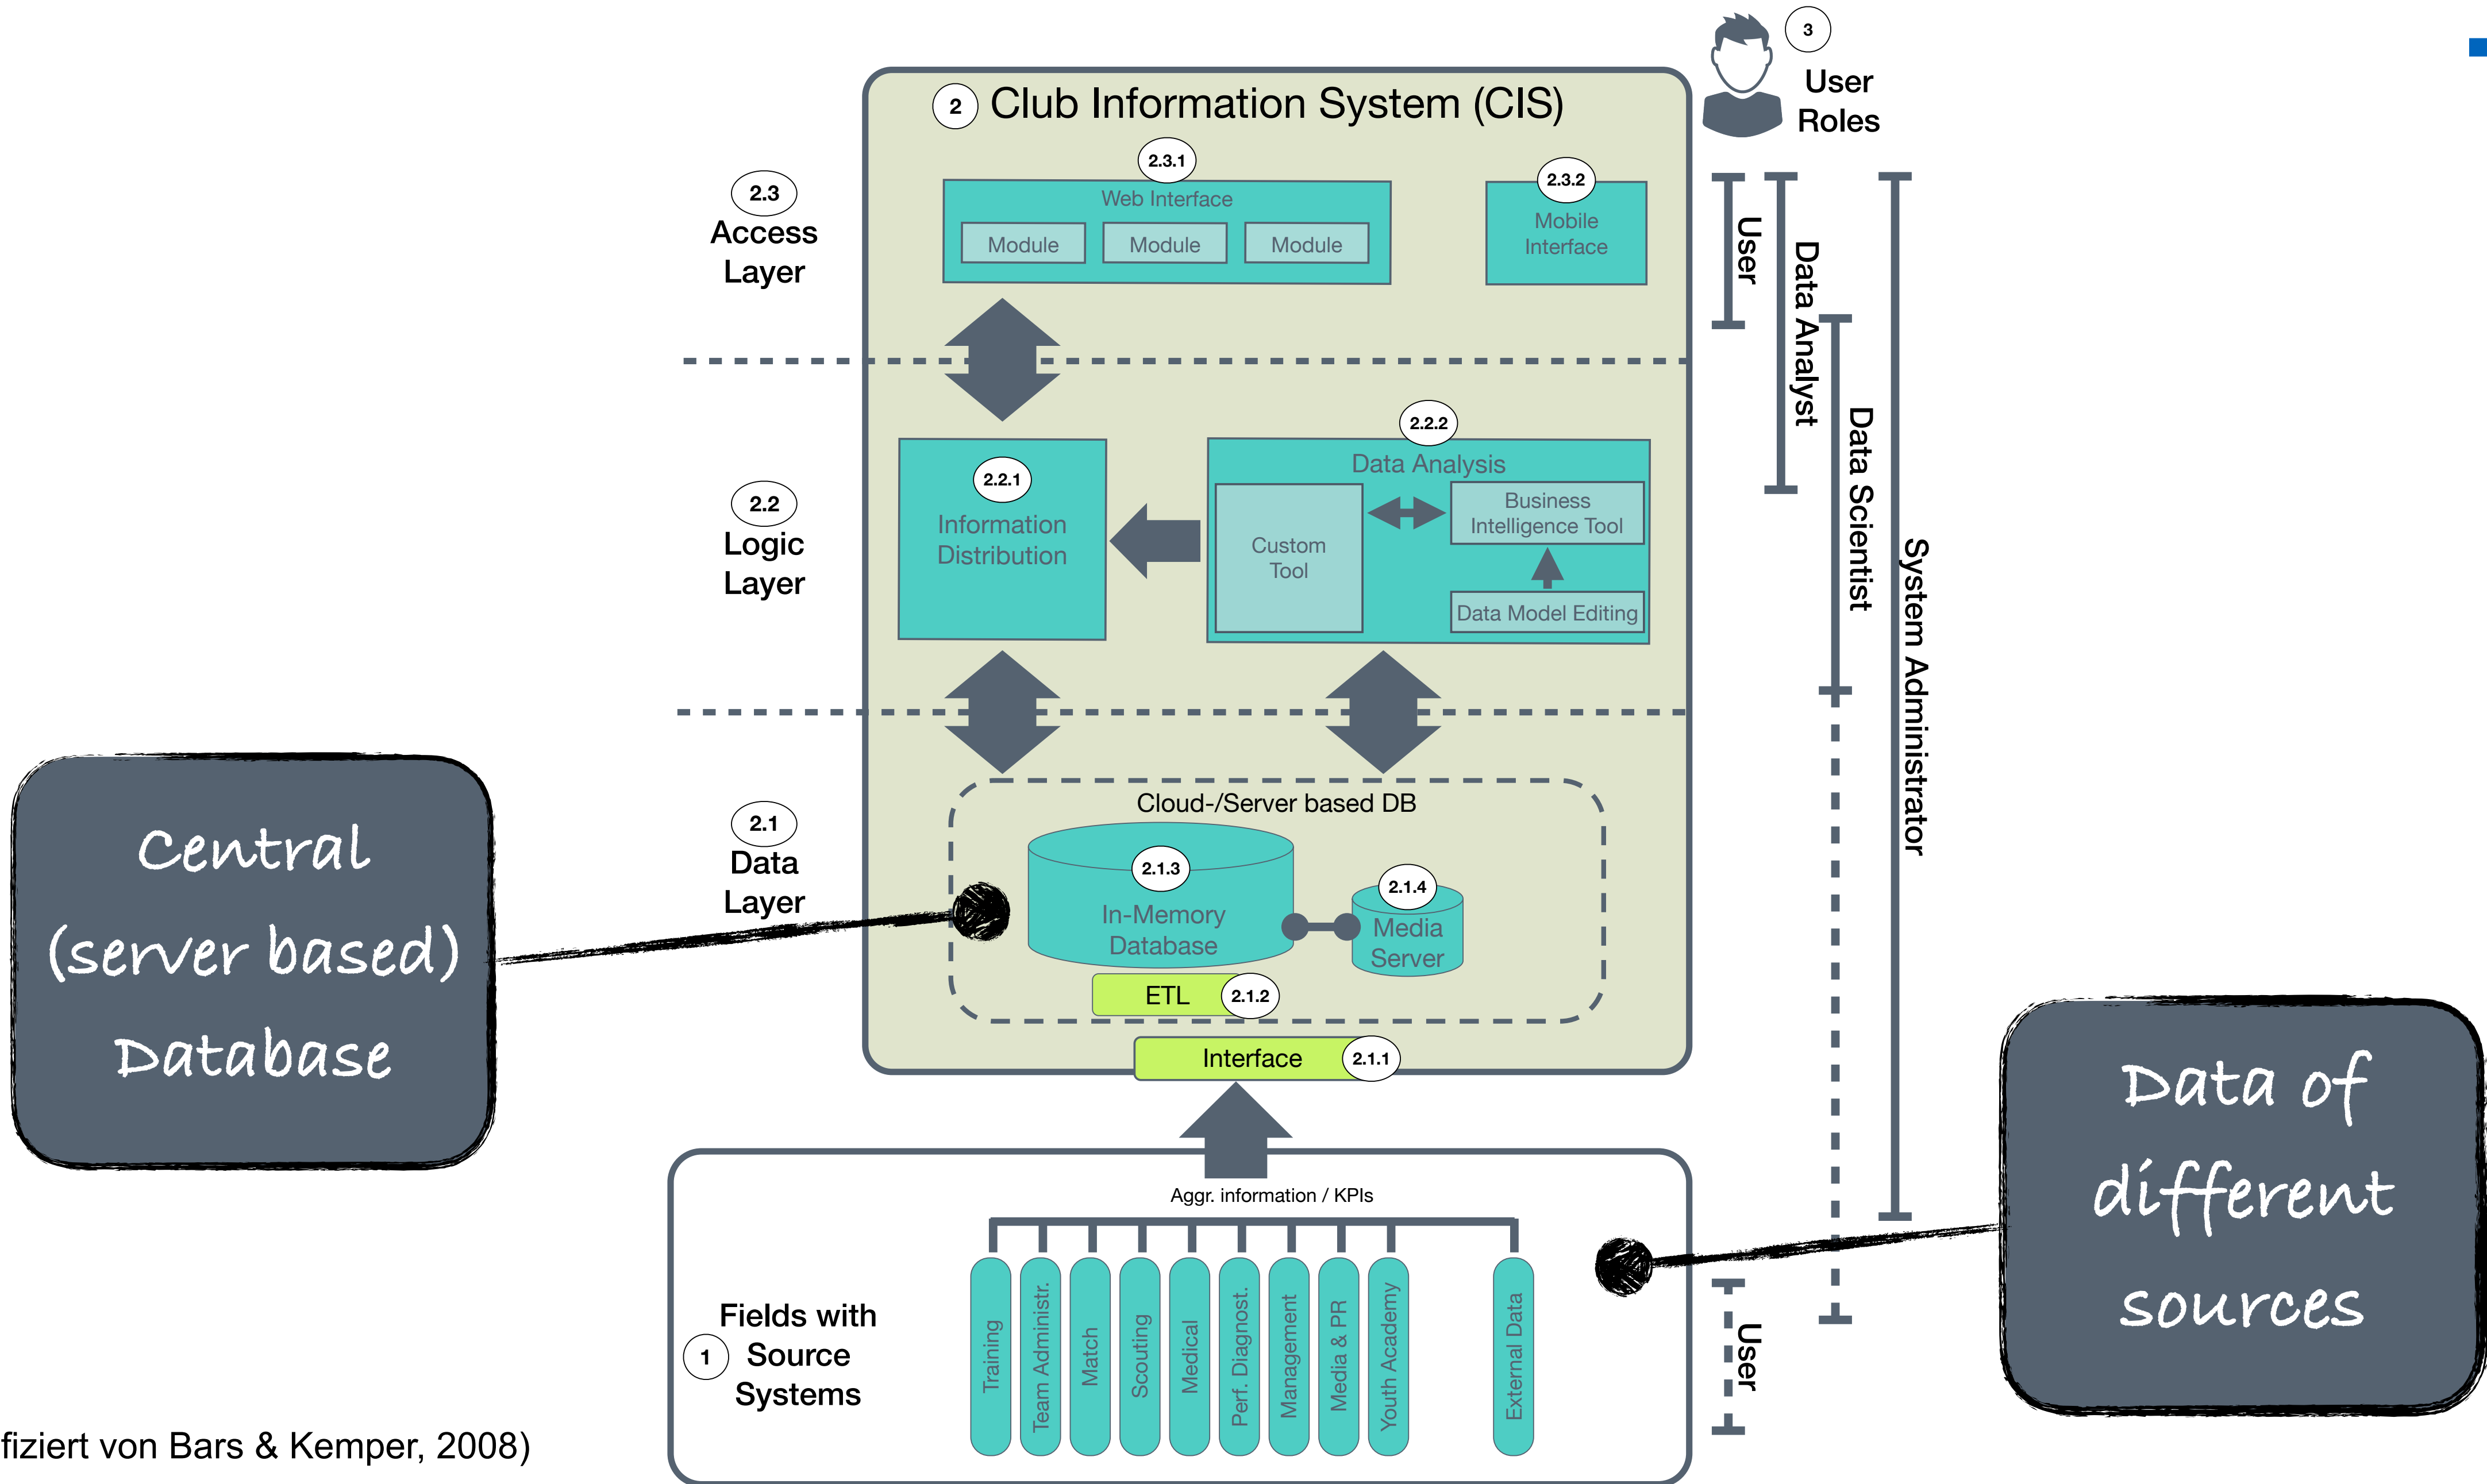 3
User
Roles
2
Club Information System (CIS)
2.3
Access
Layer
2.3.1
Web Interface
Module
Module
Module
2.3.2
Mobile
Interface
User
Data Analyst
Data Scientist
System Administrator
2.2
Logic
Layer
2.2.1
Information
Distribution
2.2.2
Data Analysis
Custom
Tool
Business
Intelligence Tool
Data Model Editing
2.1
Data
Layer
Cloud-/Server based DB
2.1.3
In-Memory
Database
2.1.4
Media
Server
ETL
2.1.2
Interface
2.1.1
Central
(server based)
Database
Data of
different
sources
Aggr. information / KPIs
1
Fields with
Source
Systems
Training
Team Administr.
Match
Scouting
Medical
Perf. Diagnost.
Management
Media & PR
Youth Academy
External Data
User
fiziert von Bars & Kemper, 2008)